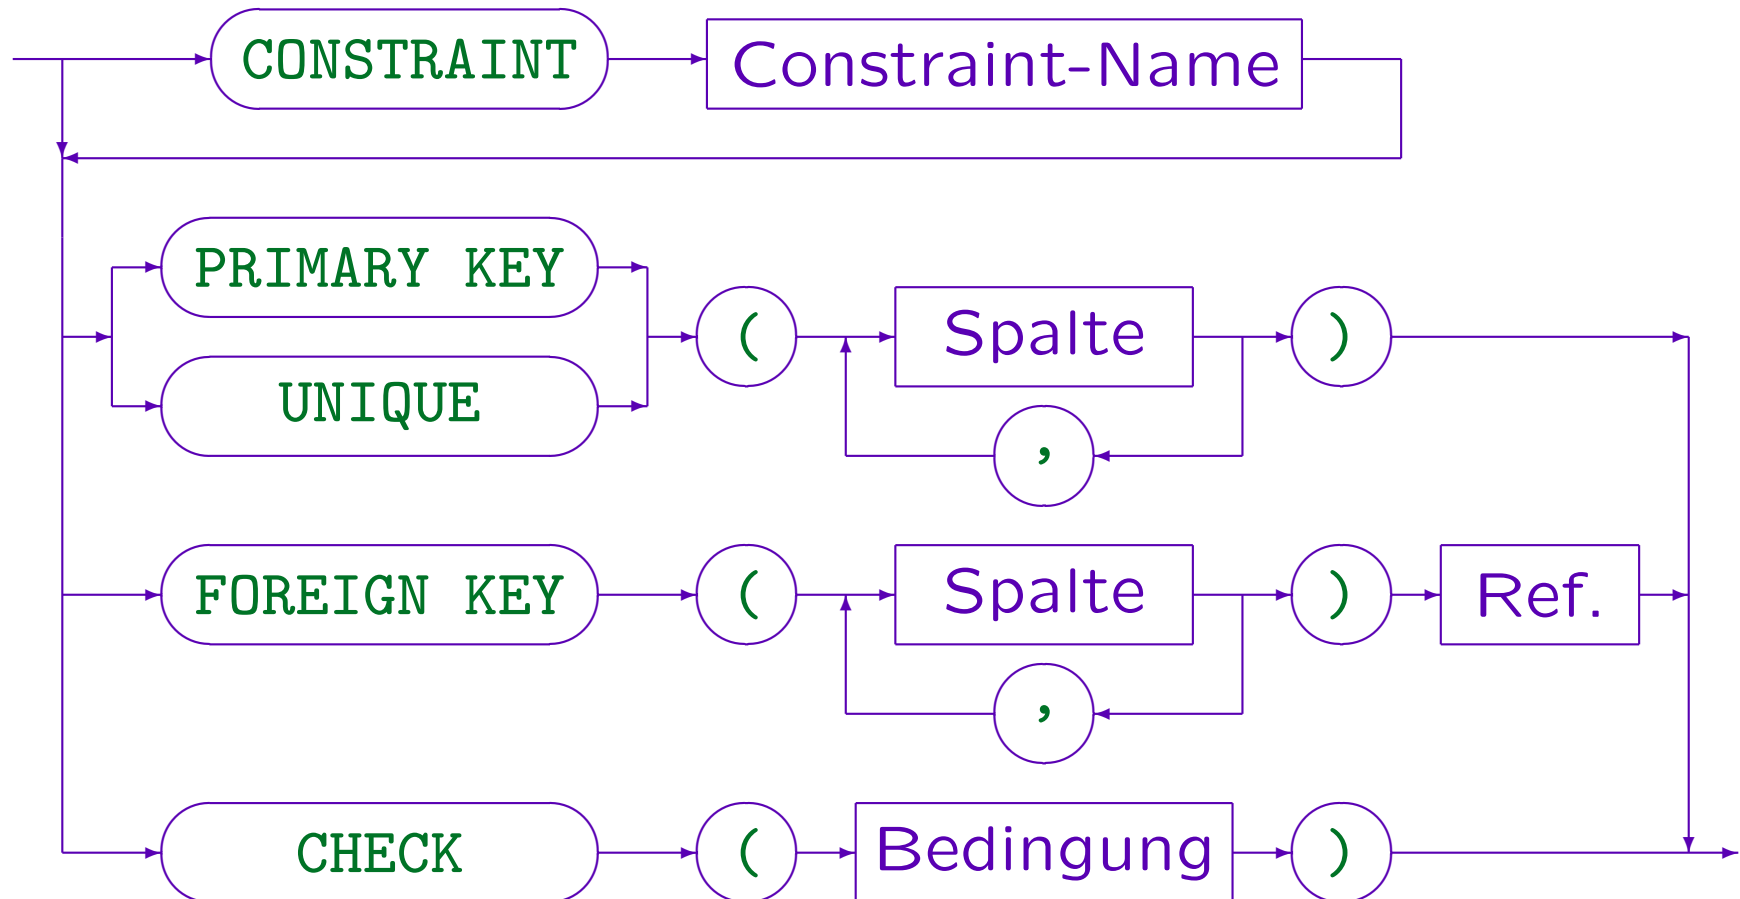 CONSTRAINT Constraint-Name
PRIMARY KEY
UNIQUE
( Spalte )
,
FOREIGN KEY ( Spalte ) Ref.
,
CHECK ( Bedingung )